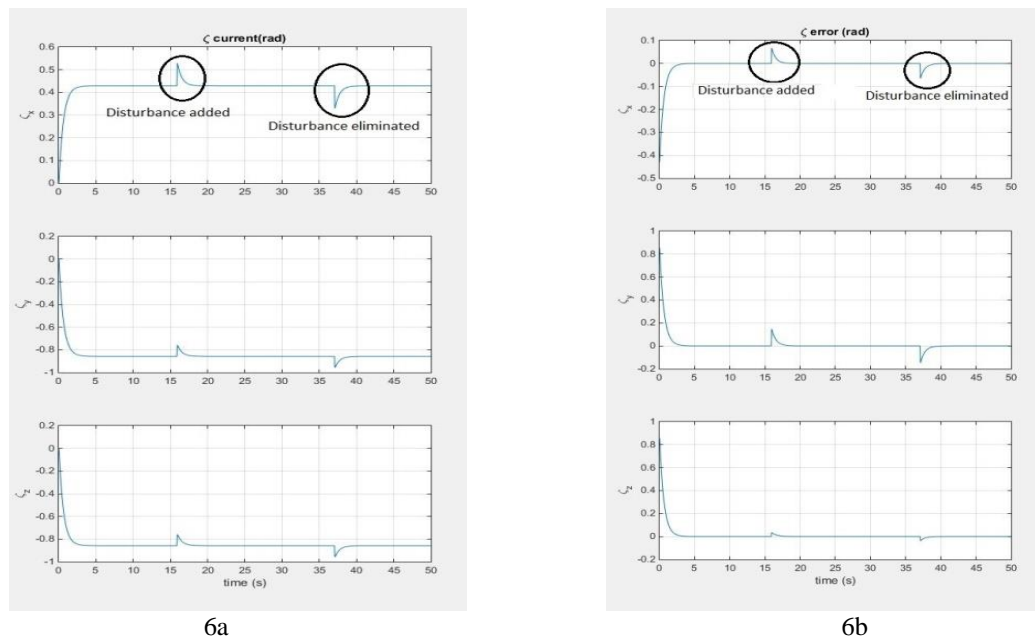 ζ current(rad)
0.6
0.5
0.4
0.3
0.2
0.1
0
ζx
Disturbance added
Disturbance eliminated
0 5 10 15 20 25 30 35 40 45 50
0.2
0
-0.2
-0.4
-0.6
-0.8
-1
ζy
0 5 10 15 20 25 30 35 40 45 50
0.2
0
-0.2
-0.4
-0.6
-0.8
-1
ζz
0 5 10 15 20 25 30 35 40 45 50
time (s)
6a
ζ error (rad)
0.1
0
-0.1
-0.2
-0.3
-0.4
-0.5
ζx
Disturbance added
Disturbance eliminated
0 5 10 15 20 25 30 35 40 45 50
1
0.8
0.6
0.4
0.2
0
-0.2
ζy
0 5 10 15 20 25 30 35 40 45 50
1
0.8
0.6
0.4
0.2
0
-0.2
ζz
0 5 10 15 20 25 30 35 40 45 50
time (s)
6b